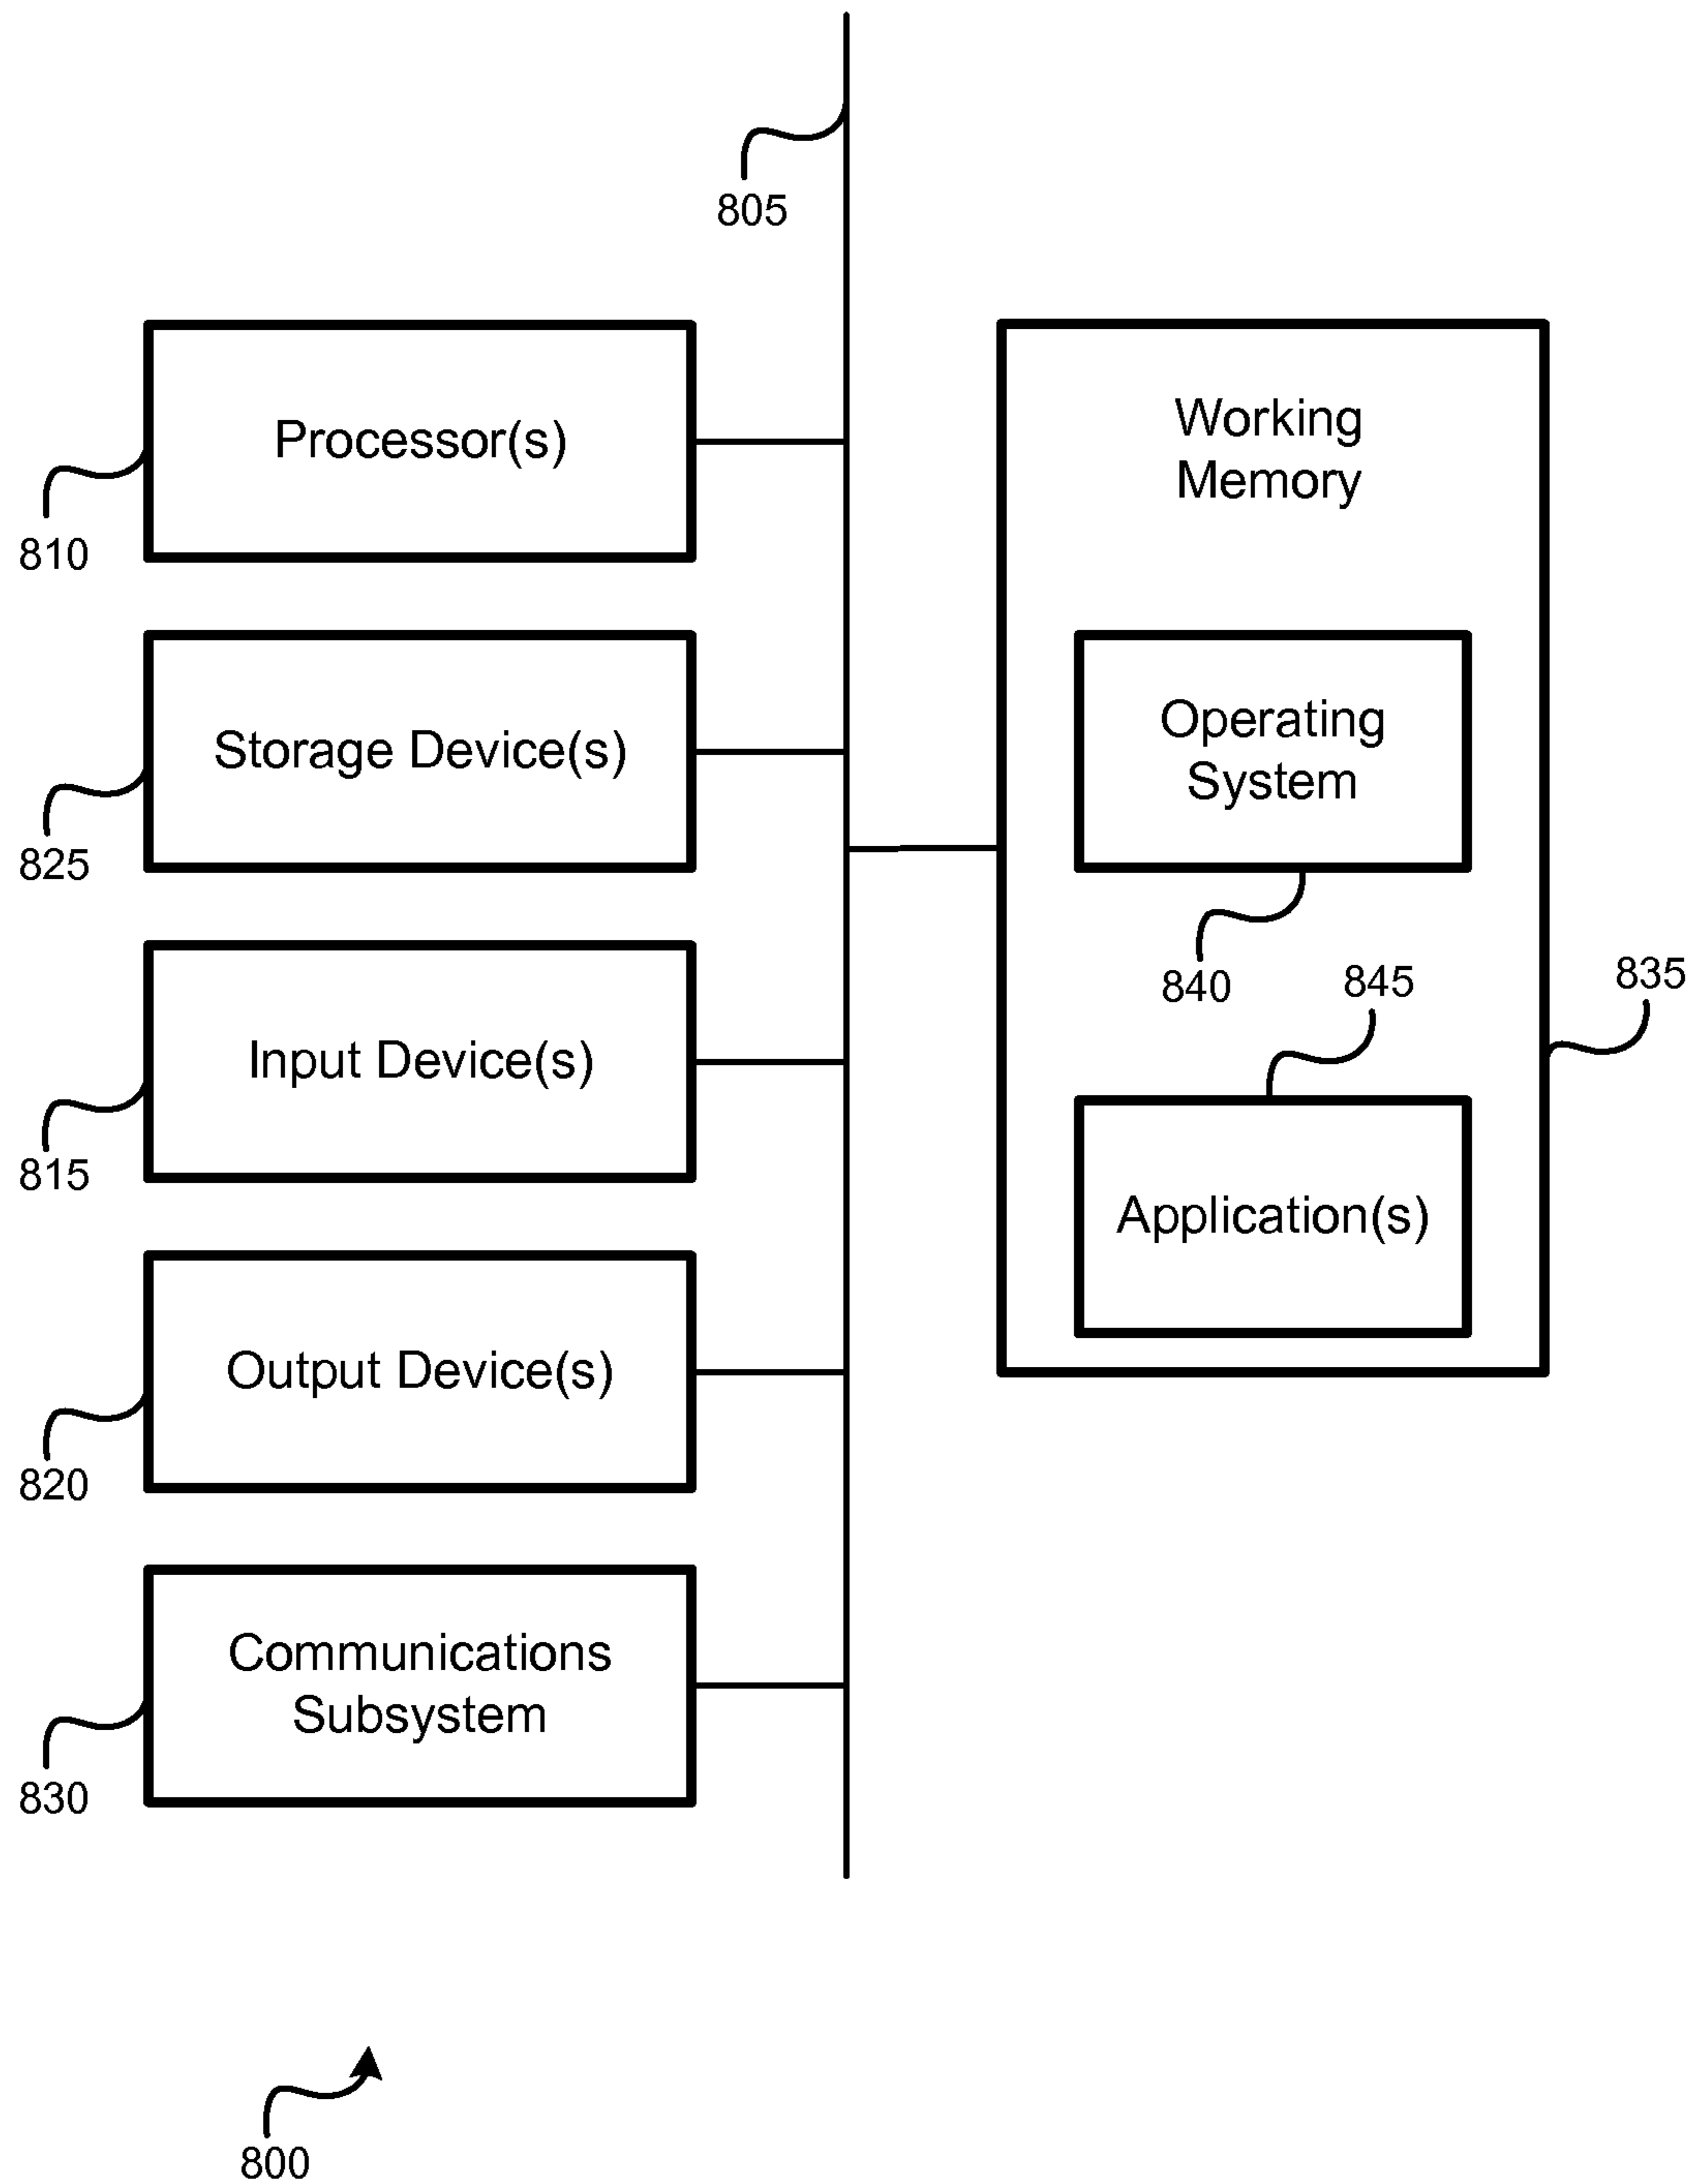 805
Processor(s)
810
Storage Device(s)
825
Input Device(s)
815
Output Device(s)
820
Communications
Subsystem
830
Working
Memory
Operating
System
840
845
835
Application(s)
800